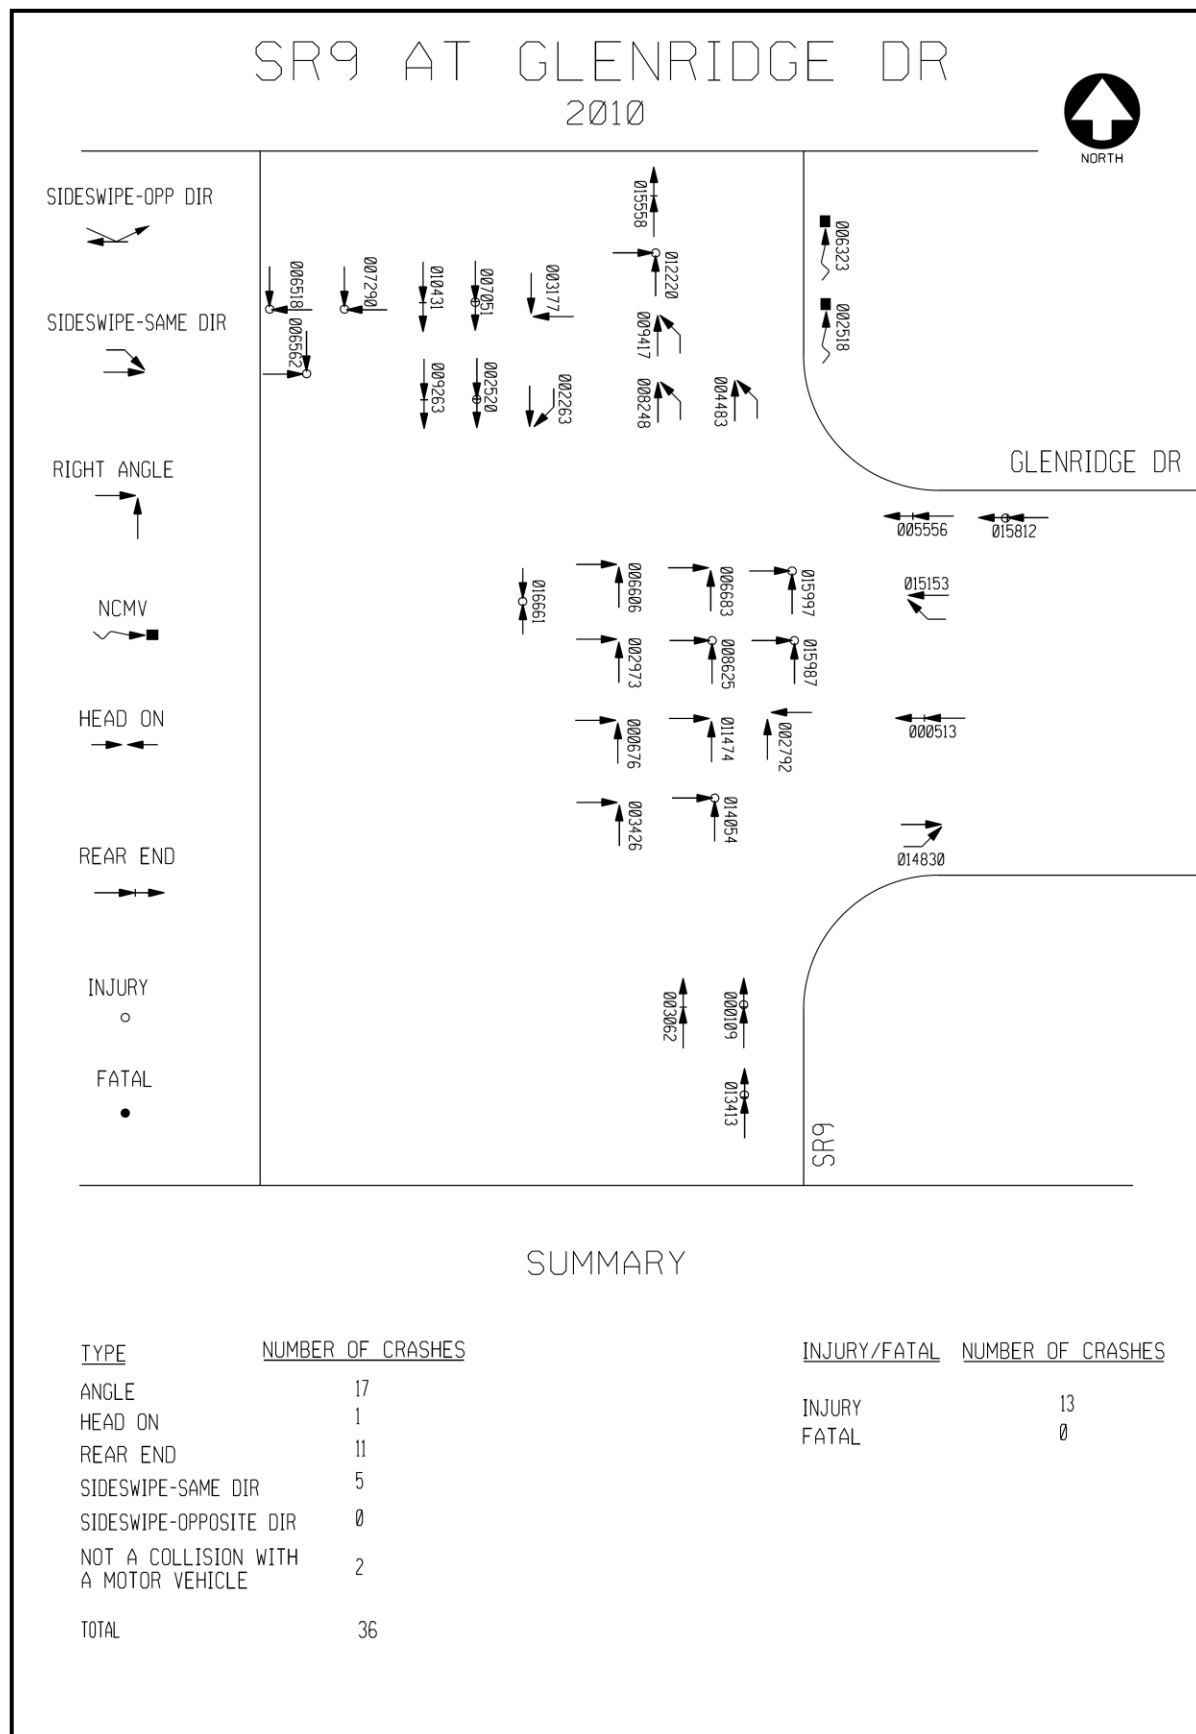 SR9 AT GLENRIDGE DR
2010
NORTH
SIDESWIPE-OPP DIR
SIDESWIPE-SAME DIR
RIGHT ANGLE
NCMV
HEAD ON
REAR END
INJURY
FATAL
015558
012220
006323
002518
006518
007290
010431
007051
003177
009417
006562
009263
002520
002263
008248
004483
GLENRIDGE DR
005556
015812
015153
016661
006606
006683
015997
002973
008625
015987
000676
011474
002792
000513
003426
014054
014830
003062
000109
013413
SR9
SUMMARY
TYPE NUMBER OF CRASHES
ANGLE 17
HEAD ON 1
REAR END 11
SIDESWIPE-SAME DIR 5
SIDESWIPE-OPPOSITE DIR 0
NOT A COLLISION WITH
A MOTOR VEHICLE 2
TOTAL 36
INJURY/FATAL NUMBER OF CRASHES
INJURY 13
FATAL 0